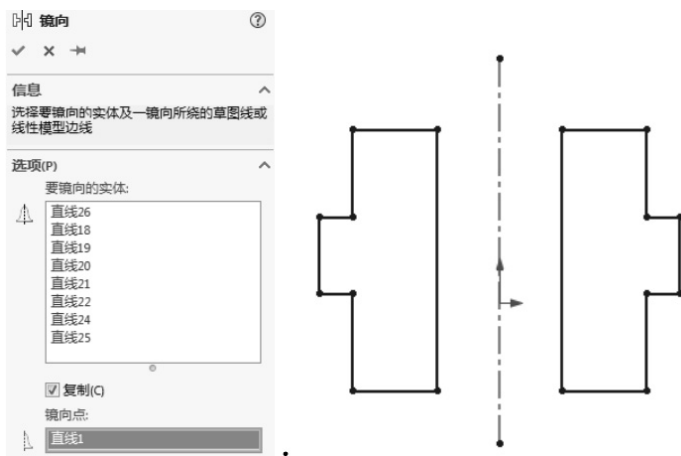 镜向
信息
选择要镜向的实体及一镜向所绕的草图线或
线性模型边线
选项(P)
要镜向的实体:
直线26
直线18
直线19
直线20
直线21
直线22
直线24
直线25
复制(C)
镜向点:
直线1